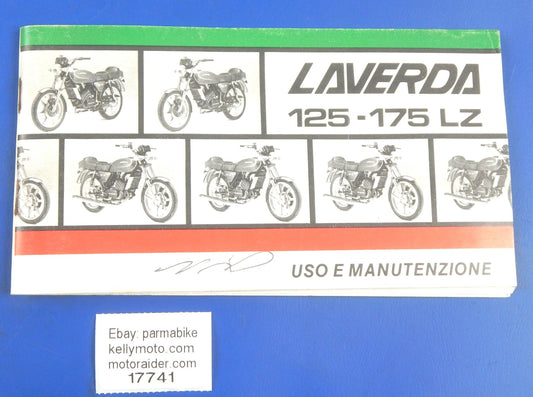 LAVERDA
125-175 LZ
USO E MANUTENZIONE
Ebay: parmabike
kellymoto.com
motoraider.com
17741